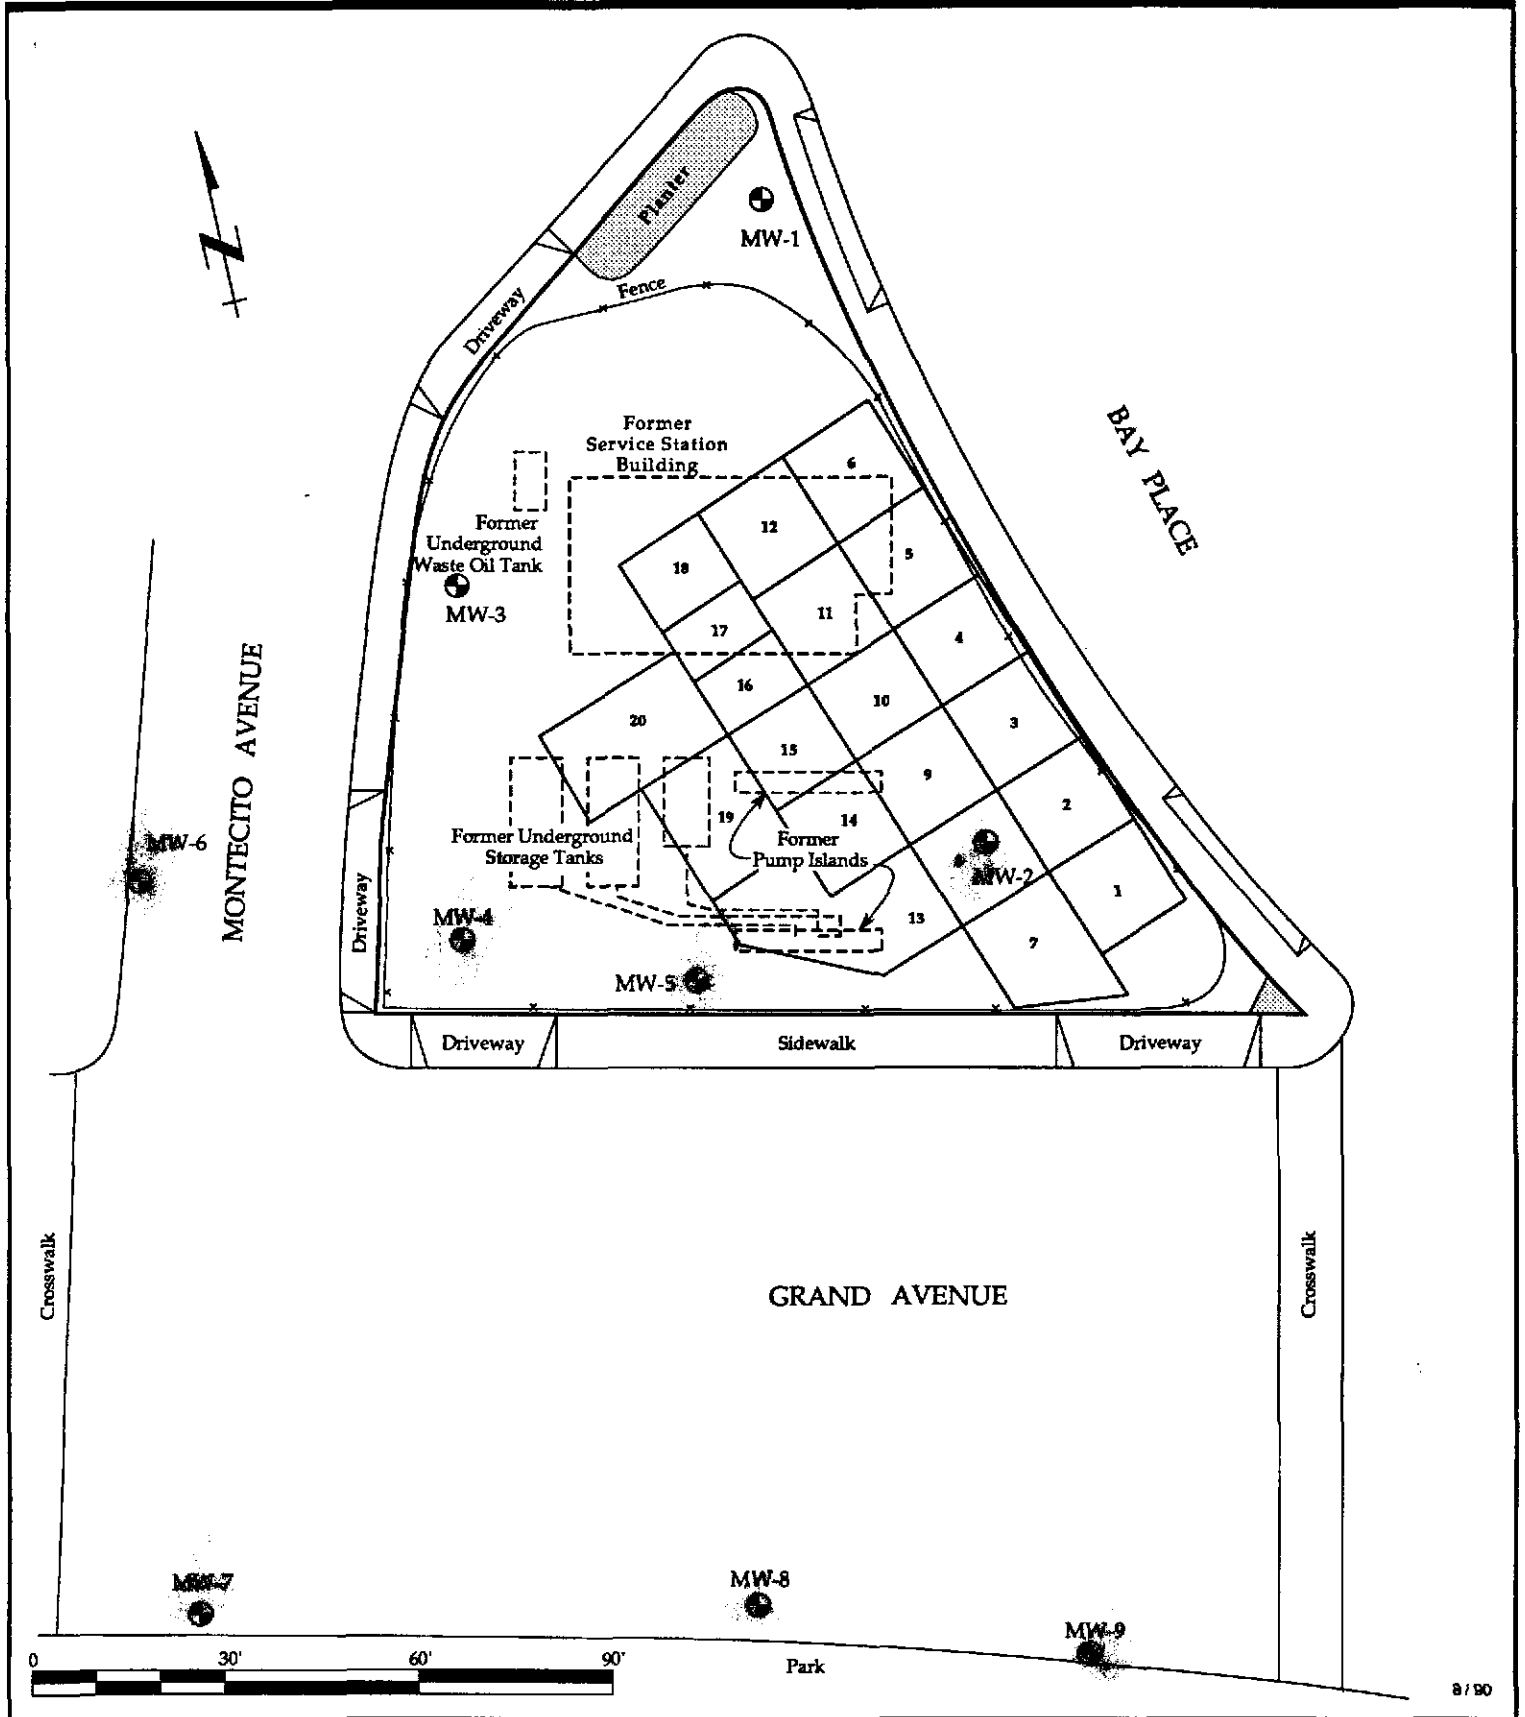 Planter
MW-1
N
Fence
Driveway
BAY PLACE
Former
Service Station
Building
6
12
5
18
Former
Underground
Waste Oil Tank
MW-3
11
17
4
16
10
20
3
15
9
2
19
14
Former
Pump Islands
Former Underground
Storage Tanks
MONTECITO AVENUE
MW-6
MW-2
1
Driveway
MW-4
13
7
MW-5
Driveway
Sidewalk
Driveway
Crosswalk
GRAND AVENUE
Crosswalk
MW-7
MW-8
MW-9
0
30'
60'
90'
Park
8/90